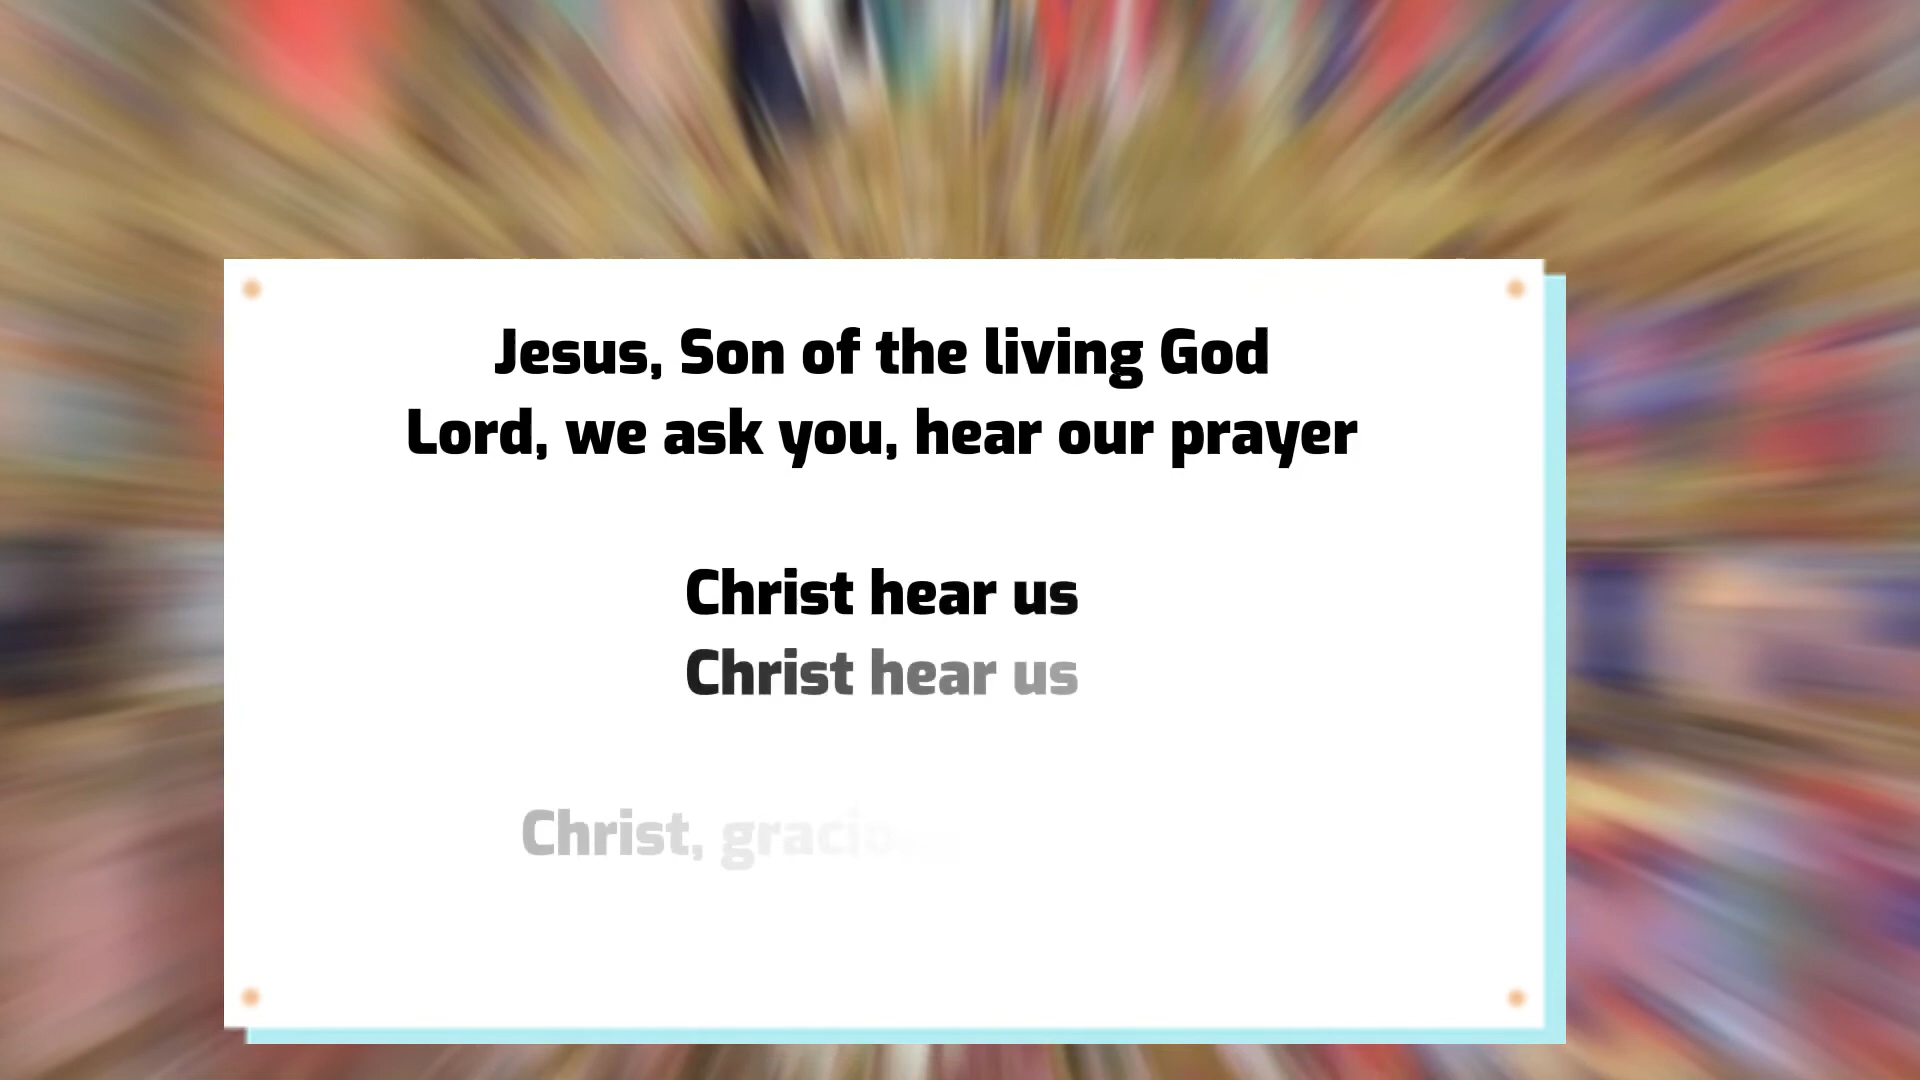 Jesus, Son of the living God
Lord, we ask you, hear our prayer
Christ hear us
Christ hear us
Christ,